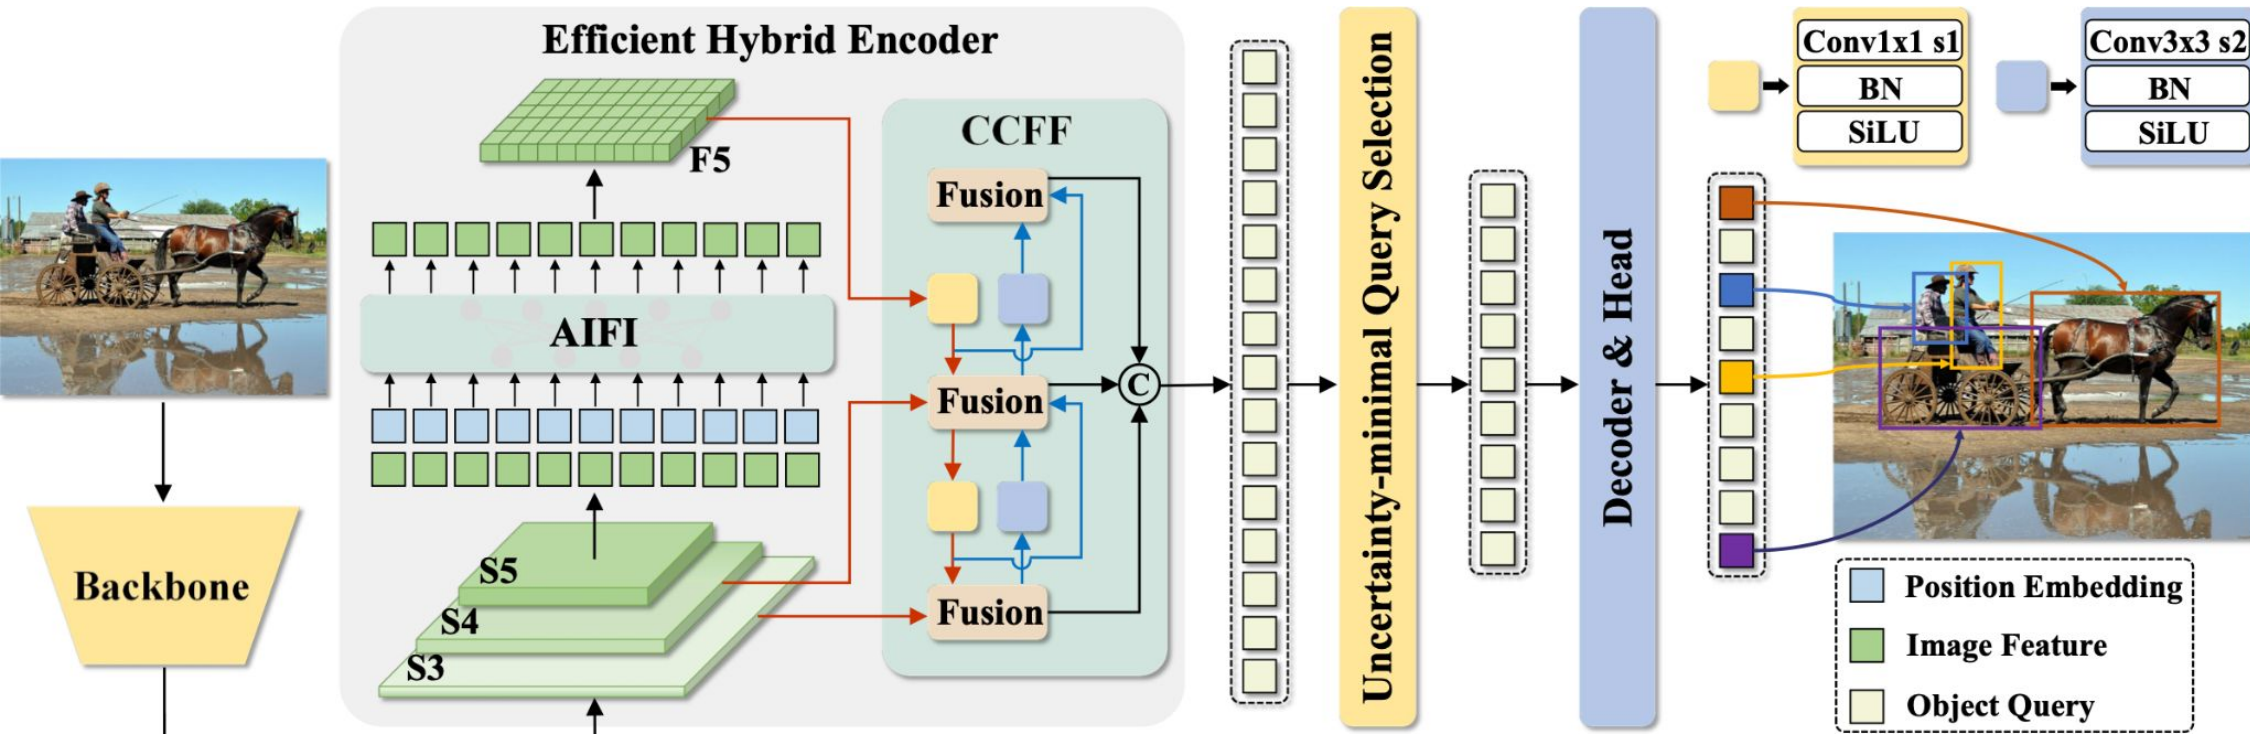 Efficient Hybrid Encoder
F5
CCFF
Fusion
AIFI
Fusion
C
S5
S4
S3
Fusion
Backbone
Uncertainty-minimal Query Selection
Decoder & Head
Conv1x1 s1
BN
SiLU
Conv3x3 s2
BN
SiLU
Position Embedding
Image Feature
Object Query